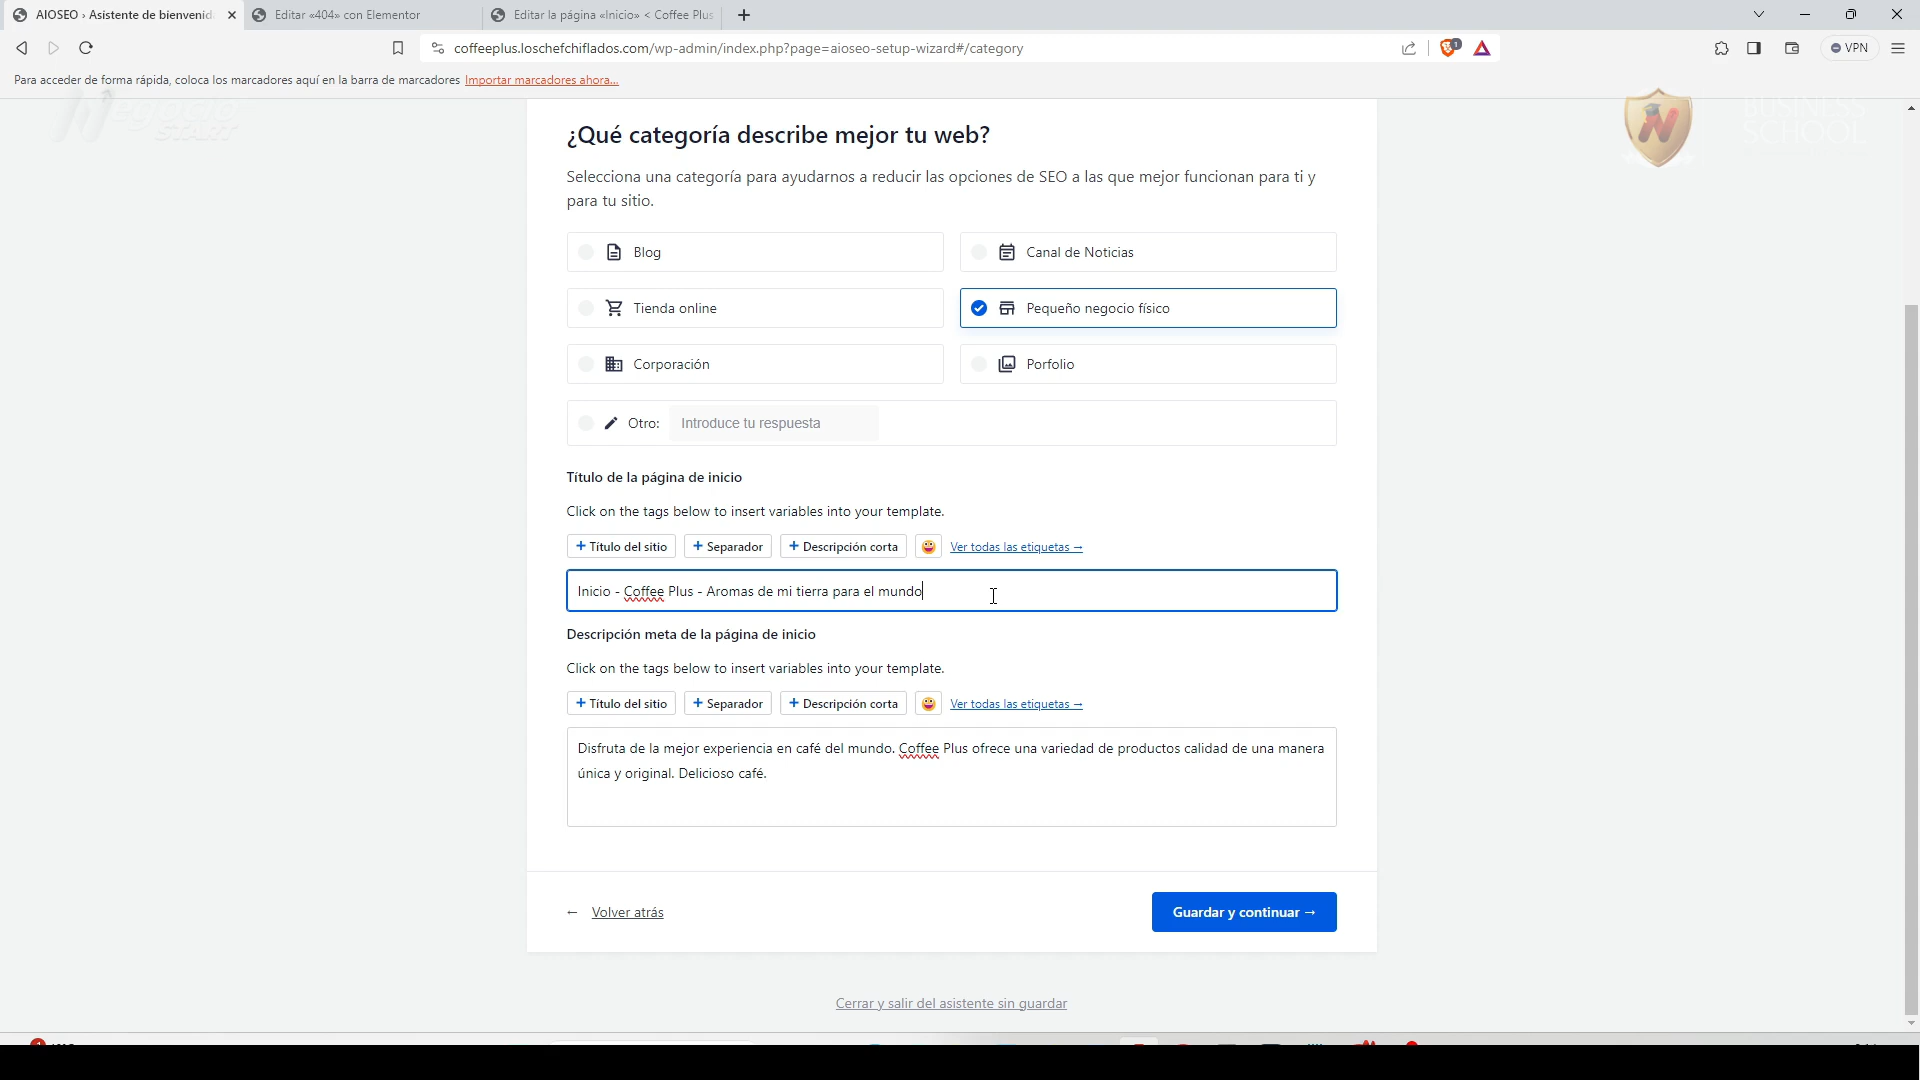 AIOSEO › Asistente de bienvenid
Editar «404» con Elementor
Editar la página «Inicio» < Coffee Plus
coffeeplus.loschefchiflados.com/wp-admin/index.php?page=aioseo-setup-wizard#/category
1
VPN
Para acceder de forma rápida, coloca los marcadores aquí en la barra de marcadores Importar marcadores ahora...
Negocio
START
BUSINESS
SCHOOL
¿Qué categoría describe mejor tu web?
Selecciona una categoría para ayudarnos a reducir las opciones de SEO a las que mejor funcionan para ti y
para tu sitio.
Blog
Canal de Noticias
Tienda online
Pequeño negocio físico
Corporación
Porfolio
Otro: Introduce tu respuesta
Título de la página de inicio
Click on the tags below to insert variables into your template.
+ Título del sitio + Separador + Descripción corta Ver todas las etiquetas →
Inicio - Coffee Plus - Aromas de mi tierra para el mundo
Descripción meta de la página de inicio
Click on the tags below to insert variables into your template.
+ Título del sitio + Separador + Descripción corta Ver todas las etiquetas →
Disfruta de la mejor experiencia en café del mundo. Coffee Plus ofrece una variedad de productos calidad de una manera
única y original. Delicioso café.
← Volver atrás
Guardar y continuar →
Cerrar y salir del asistente sin guardar